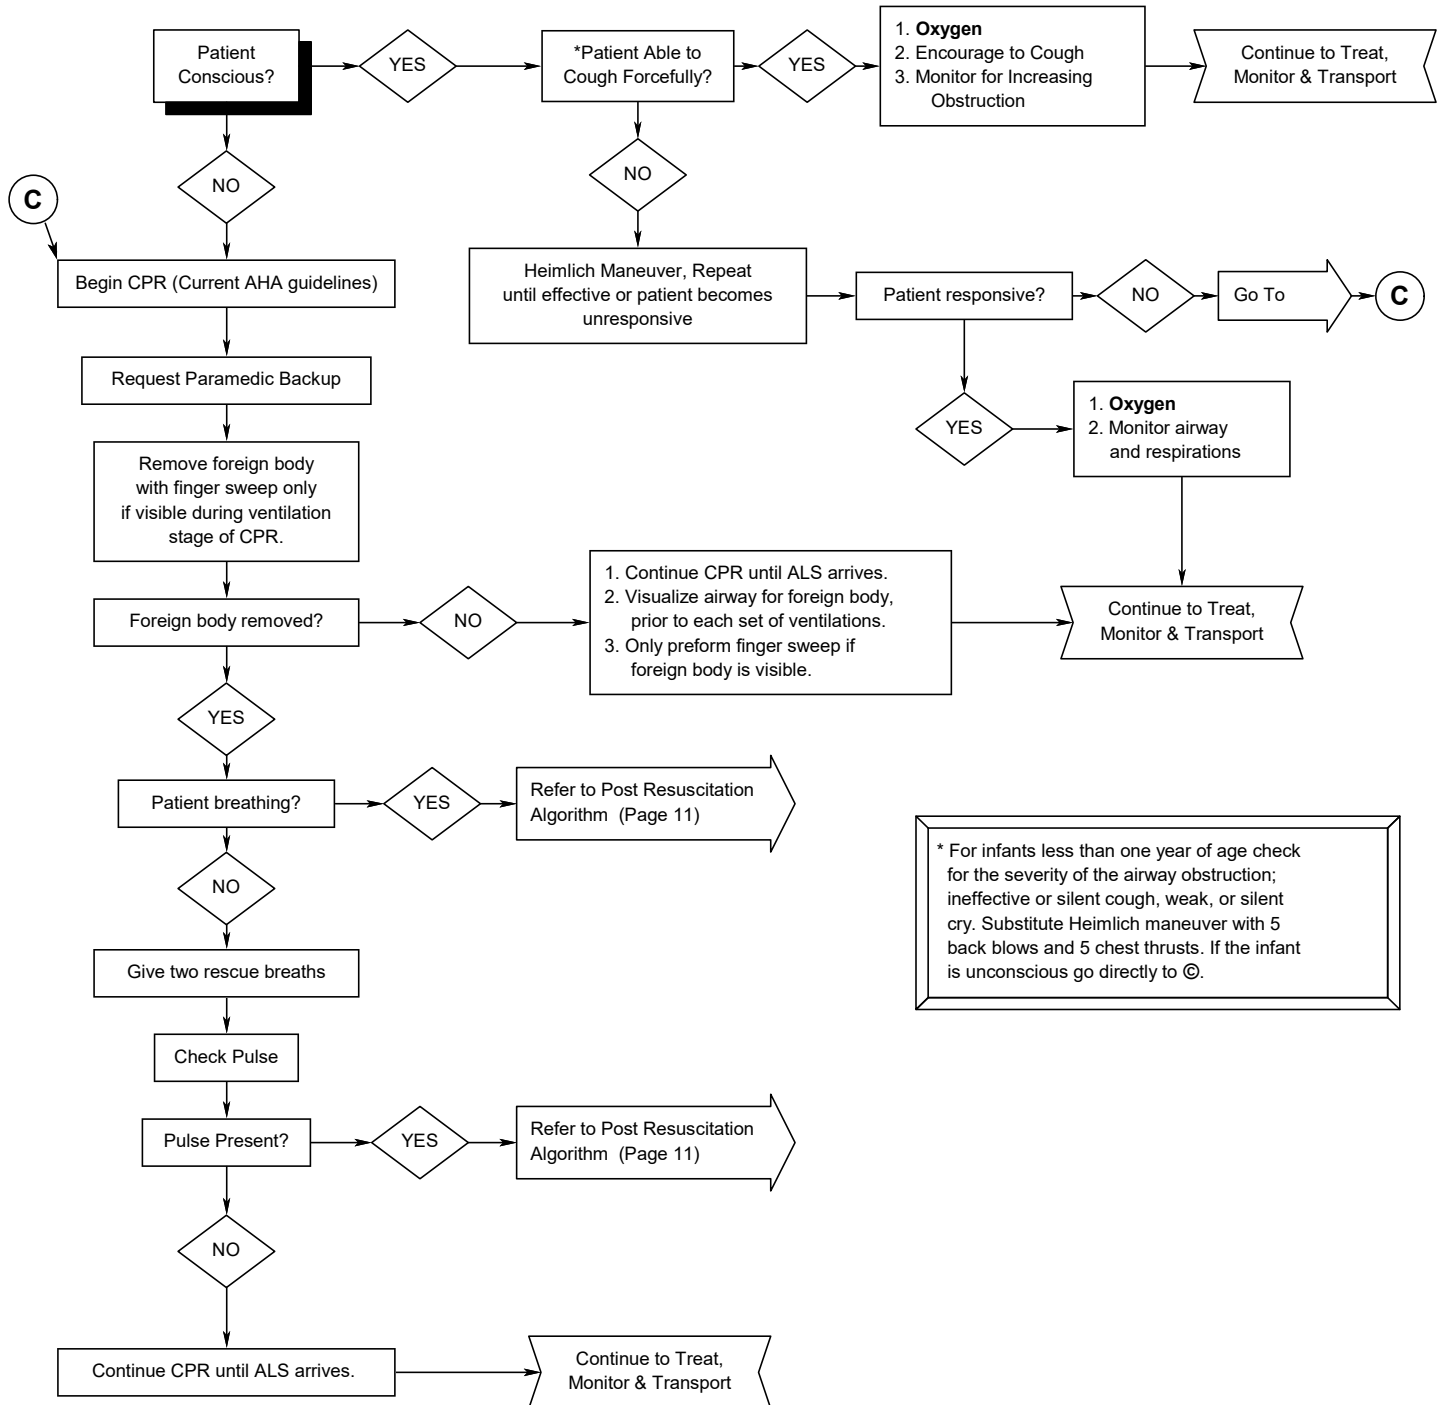 Patient
Conscious?
YES
*Patient Able to
Cough Forcefully?
YES
1. Oxygen
2. Encourage to Cough
3. Monitor for Increasing
Obstruction
Continue to Treat,
Monitor & Transport
NO
NO
C
Begin CPR (Current AHA guidelines)
Heimlich Maneuver, Repeat
until effective or patient becomes
unresponsive
Patient responsive?
NO
Go To
C
Request Paramedic Backup
YES
1. Oxygen
2. Monitor airway
and respirations
Remove foreign body
with finger sweep only
if visible during ventilation
stage of CPR.
Foreign body removed?
NO
1. Continue CPR until ALS arrives.
2. Visualize airway for foreign body,
prior to each set of ventilations.
3. Only preform finger sweep if
foreign body is visible.
Continue to Treat,
Monitor & Transport
YES
Patient breathing?
YES
Refer to Post Resuscitation
Algorithm (Page 11)
NO
* For infants less than one year of age check
for the severity of the airway obstruction;
ineffective or silent cough, weak, or silent
cry. Substitute Heimlich maneuver with 5
back blows and 5 chest thrusts. If the infant
is unconscious go directly to ©.
Give two rescue breaths
Check Pulse
Pulse Present?
YES
Refer to Post Resuscitation
Algorithm (Page 11)
NO
Continue CPR until ALS arrives.
Continue to Treat,
Monitor & Transport